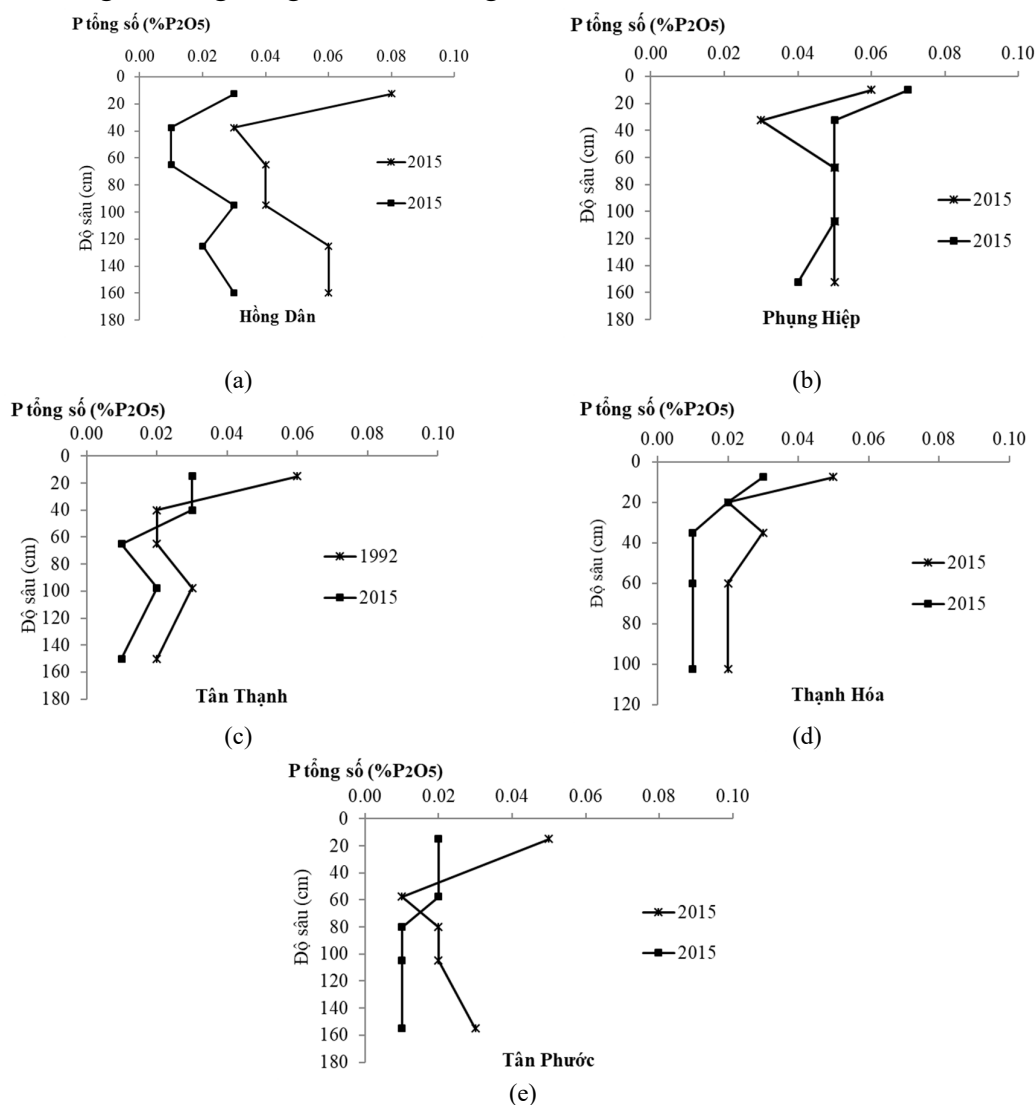 P tổng số (%P2O5)
0.00 0.02 0.04 0.06 0.08 0.10
0
20
40
60
80
100
120
140
160
180
Độ sâu (cm)
2015
2015
Hồng Dân
(a)
P tổng số (%P2O5)
0.00 0.02 0.04 0.06 0.08 0.10
0
20
40
60
80
100
120
140
160
180
Độ sâu (cm)
2015
2015
Phụng Hiệp
(b)
P tổng số (%P2O5)
0.00 0.02 0.04 0.06 0.08 0.10
0
20
40
60
80
100
120
140
160
180
Độ sâu (cm)
1992
2015
Tân Thạnh
(c)
P tổng số (%P2O5)
0.00 0.02 0.04 0.06 0.08 0.10
0
20
40
60
80
100
120
Độ sâu (cm)
2015
2015
Thạnh Hóa
(d)
P tổng số (%P2O5)
0.00 0.02 0.04 0.06 0.08 0.10
0
20
40
60
80
100
120
140
160
180
Độ sâu (cm)
2015
2015
Tân Phước
(e)